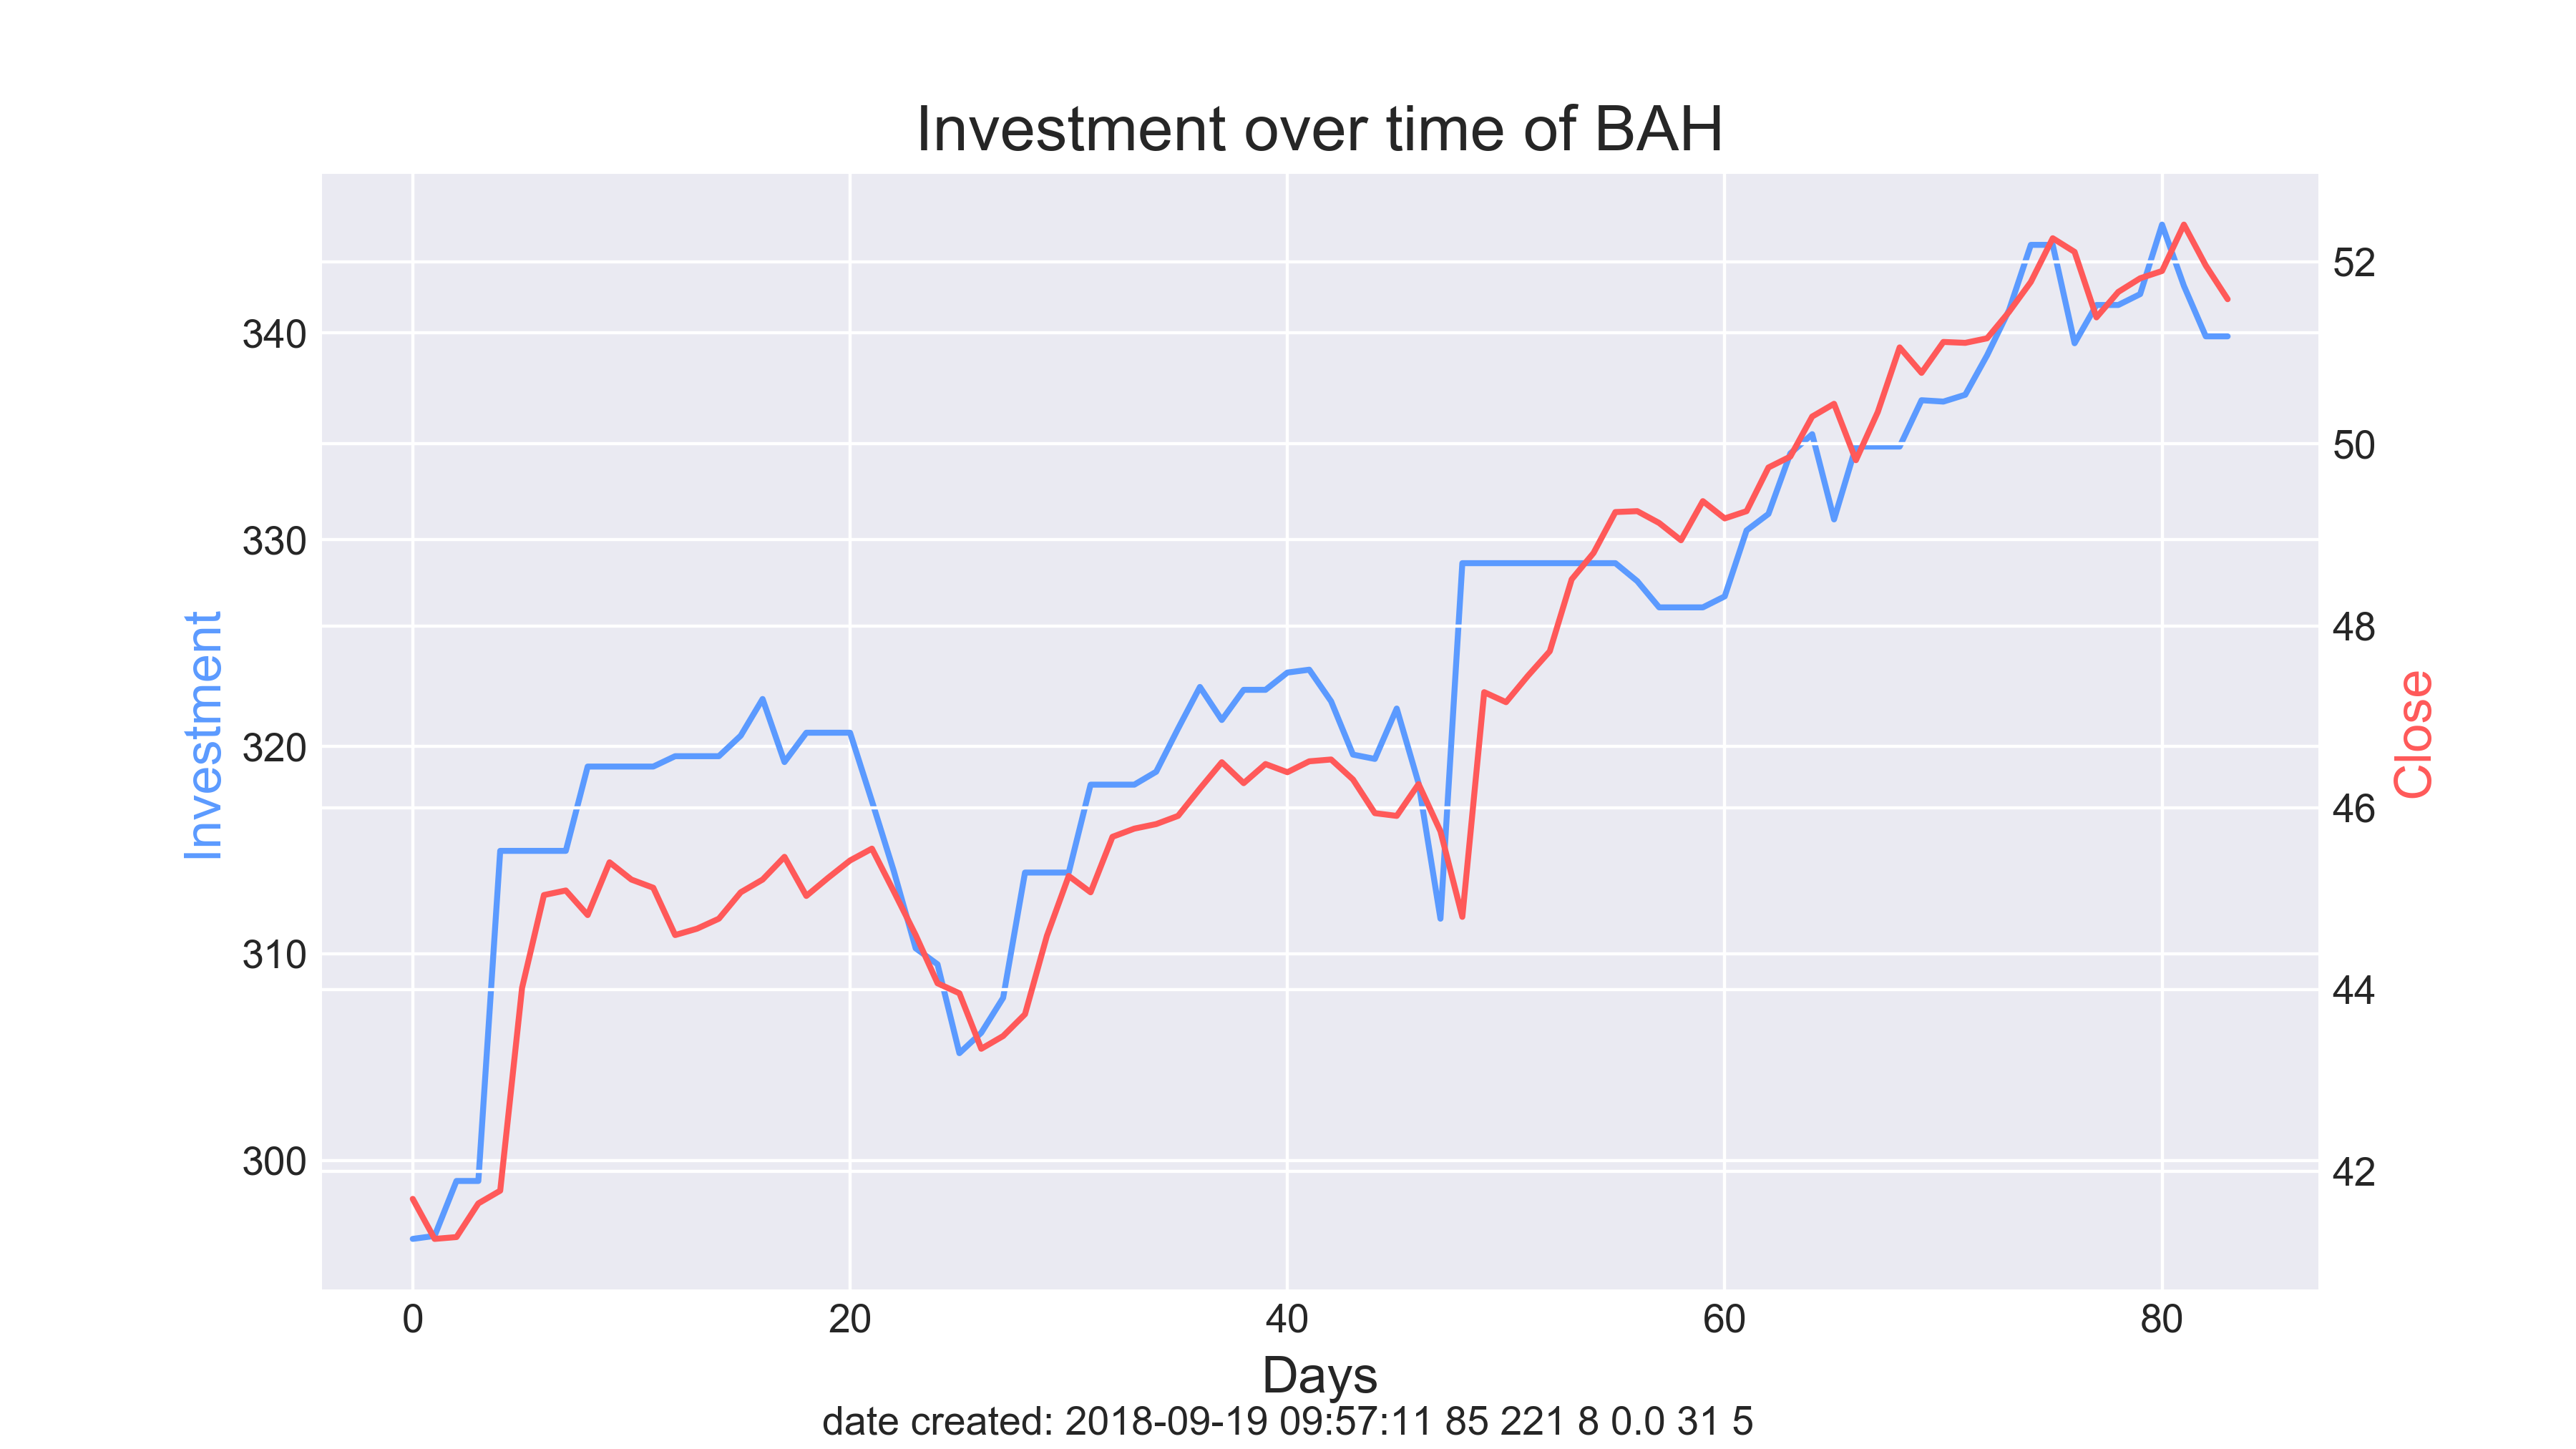 Investment over time of BAH
340
330
320
310
300
Investment
52
50
48
46
44
42
Close
0 20 40 60 80
Days
date created: 2018-09-19 09:57:11 85 221 8 0.0 31 5